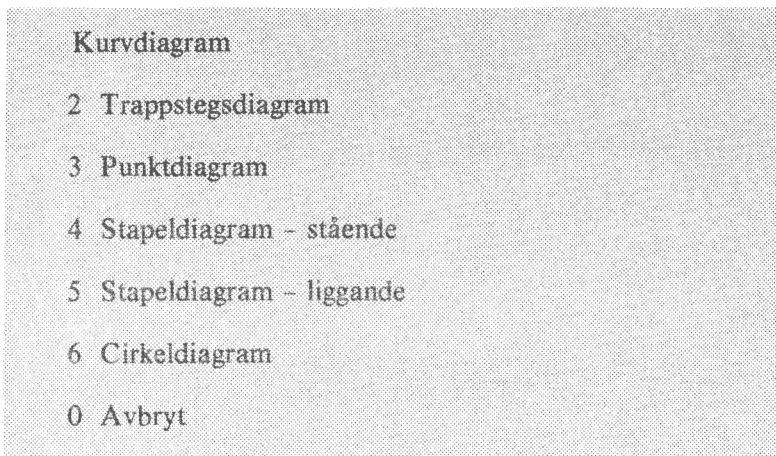 Kurvdiagram
2 Trappstegsdiagram
3 Punktdiagram
4 Stapeldiagram – stående
5 Stapeldiagram – liggande
6 Cirkeldiagram
0 Avbryt